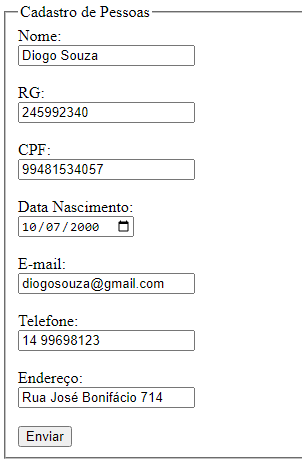 Cadastro de Pessoas
Nome:
Diogo Souza
RG:
245992340
CPF:
99481534057
Data Nascimento:
10/07/2000
E-mail:
diogosouza@gmail.com
Telefone:
14 99698123
Endereço:
Rua José Bonifácio 714
Enviar